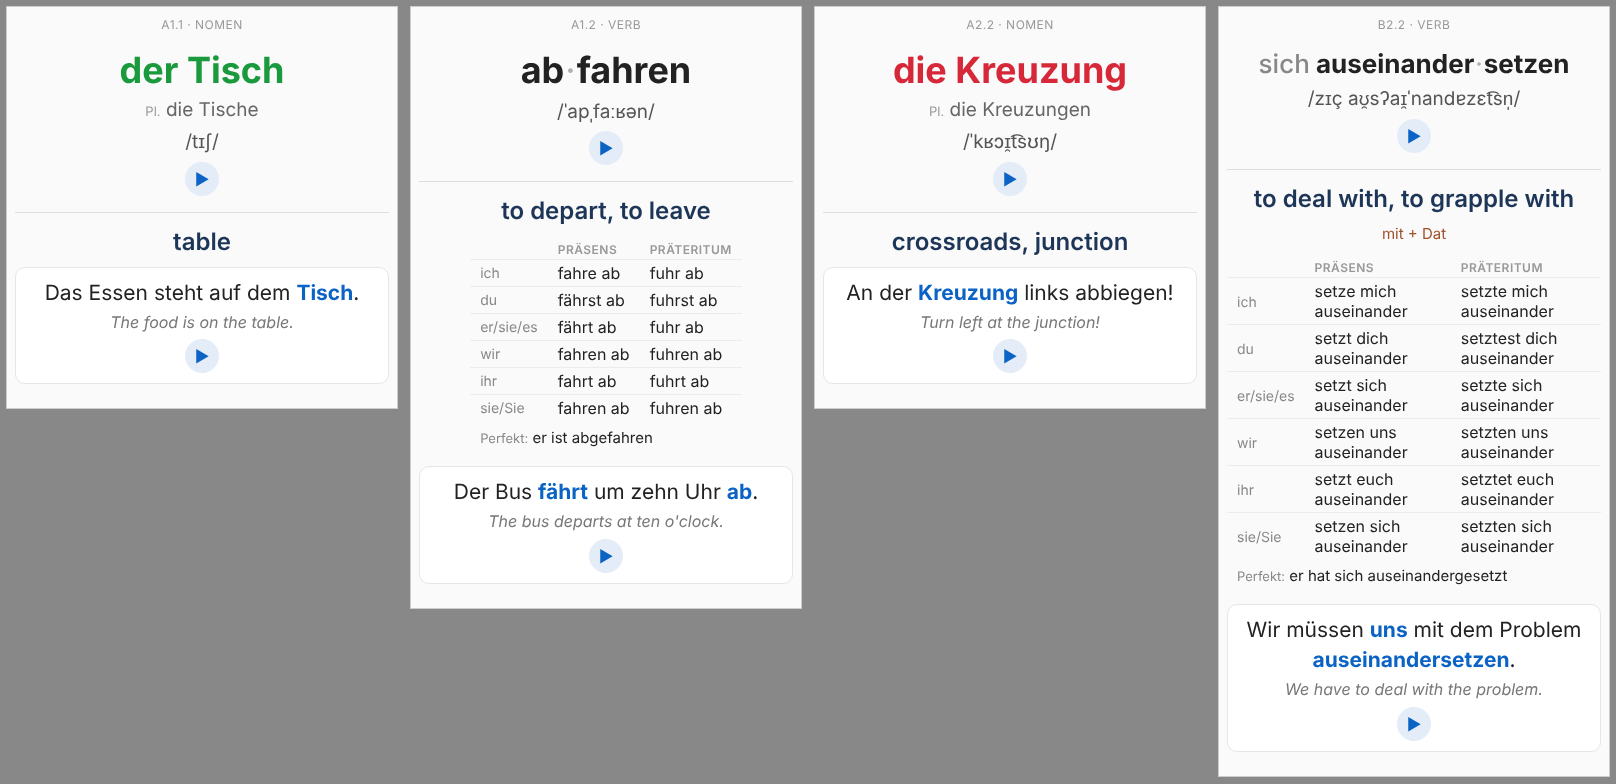 A1.1 · NOMEN
der Tisch
Pl. die Tische
/tɪʃ/
table
Das Essen steht auf dem Tisch.
The food is on the table.
A1.2 · VERB
ab·fahren
/ˈapˌfaːʁən/
to depart, to leave
PRÄSENS PRÄTERITUM
ich fahre ab fuhr ab
du fährst ab fuhrst ab
er/sie/es fährt ab fuhr ab
wir fahren ab fuhren ab
ihr fahrt ab fuhrt ab
sie/Sie fahren ab fuhren ab
Perfekt: er ist abgefahren
Der Bus fährt um zehn Uhr ab.
The bus departs at ten o'clock.
A2.2 · NOMEN
die Kreuzung
Pl. die Kreuzungen
/ˈkʁɔɪ̯t͡sʊŋ/
crossroads, junction
An der Kreuzung links abbiegen!
Turn left at the junction!
B2.2 · VERB
sich auseinander·setzen
/zɪç aʊ̯sʔaɪ̯ˈnandɐzɛt͡sn̩/
to deal with, to grapple with
mit + Dat
PRÄSENS PRÄTERITUM
ich setze mich auseinander setzte mich auseinander
du setzt dich auseinander setztest dich auseinander
er/sie/es setzt sich auseinander setzte sich auseinander
wir setzen uns auseinander setzten uns auseinander
ihr setzt euch auseinander setztet euch auseinander
sie/Sie setzen sich auseinander setzten sich auseinander
Perfekt: er hat sich auseinandergesetzt
Wir müssen uns mit dem Problem
auseinandersetzen.
We have to deal with the problem.